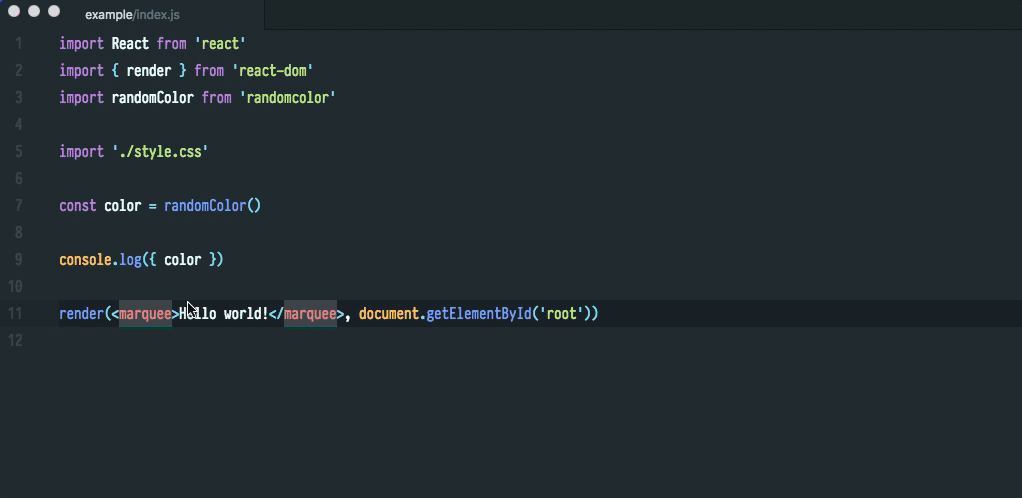 example/index.js
1 import React from 'react'
2 import { render } from 'react-dom'
3 import randomColor from 'randomcolor'
4
5 import './style.css'
6
7 const color = randomColor()
8
9 console.log({ color })
10
11 render(<marquee>Hello world!</marquee>, document.getElementById('root'))
12